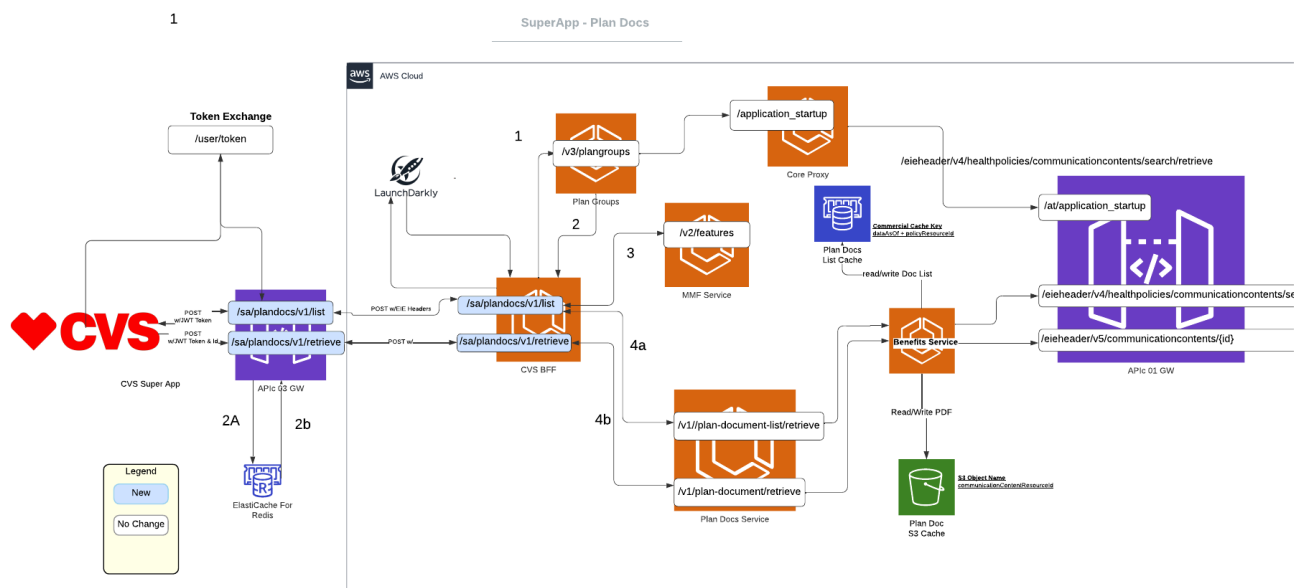 1
SuperApp - Plan Docs
aws
AWS Cloud
Token Exchange
/user/token
LaunchDarkly
1
/v3/plangroups
Plan Groups
2
/application_startup
Core Proxy
/eieheader/v4/healthpolicies/communicationcontents/search/retrieve
/at/application_startup
3
/v2/features
MMF Service
Plan Docs
List Cache
Commercial Cache Key
dataAsOf + policyResourceId
read/write Doc List
CVS
CVS Super App
POST
w/JWT Token
POST
w/JWT Token & Id
/sa/plandocs/v1/list
/sa/plandocs/v1/retrieve
APIc 03 GW
POST w/EIE Headers
POST w/
/sa/plandocs/v1/list
/sa/plandocs/v1/retrieve
CVS BFF
Benefits Service
/eieheader/v4/healthpolicies/communicationcontents/se
/eieheader/v5/communicationcontents/{id}
APIc 01 GW
4a
4b
2A
2b
R
ElastiCache For
Redis
/v1//plan-document-list/retrieve
/v1/plan-document/retrieve
Plan Docs Service
Read/Write PDF
S3 Object Name
communicationContentResourceId
Plan Doc
S3 Cache
Legend
New
No Change